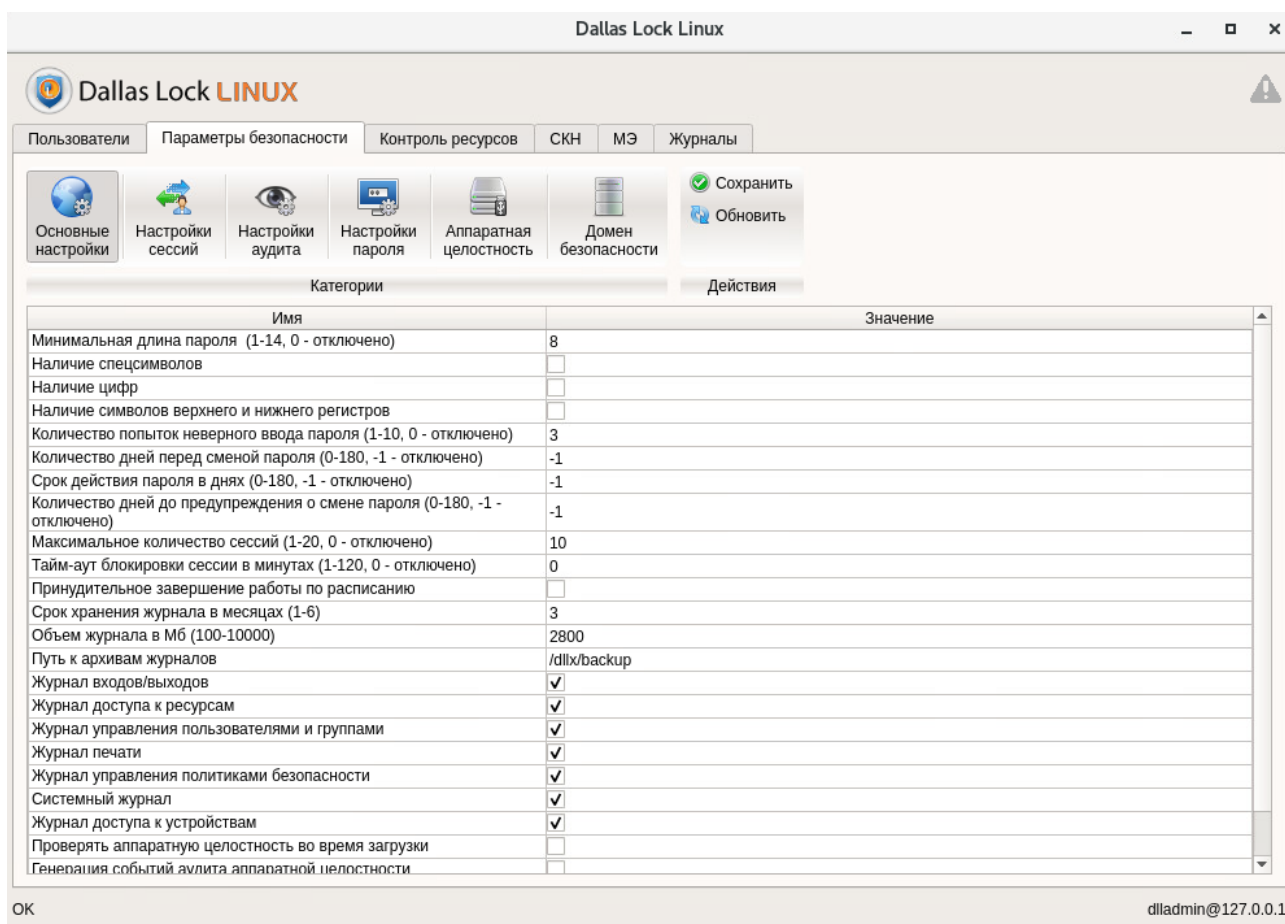 Dallas Lock Linux
Dallas Lock LINUX
Пользователи Параметры безопасности Контроль ресурсов СКН МЭ Журналы
Основные настройки
Настройки сессий
Настройки аудита
Настройки пароля
Аппаратная целостность
Домен безопасности
Сохранить
Обновить
Категории Действия
Имя Значение
Минимальная длина пароля (1-14, 0 - отключено) 8
Наличие спецсимволов
Наличие цифр
Наличие символов верхнего и нижнего регистров
Количество попыток неверного ввода пароля (1-10, 0 - отключено) 3
Количество дней перед сменой пароля (0-180, -1 - отключено) -1
Срок действия пароля в днях (0-180, -1 - отключено) -1
Количество дней до предупреждения о смене пароля (0-180, -1 -
отключено) -1
Максимальное количество сессий (1-20, 0 - отключено) 10
Тайм-аут блокировки сессии в минутах (1-120, 0 - отключено) 0
Принудительное завершение работы по расписанию
Срок хранения журнала в месяцах (1-6) 3
Объем журнала в Мб (100-10000) 2800
Путь к архивам журналов /dllx/backup
Журнал входов/выходов
Журнал доступа к ресурсам
Журнал управления пользователями и группами
Журнал печати
Журнал управления политиками безопасности
Системный журнал
Журнал доступа к устройствам
Проверять аппаратную целостность во время загрузки
Генерация событий аудита аппаратной целостности
OK dlladmin@127.0.0.1